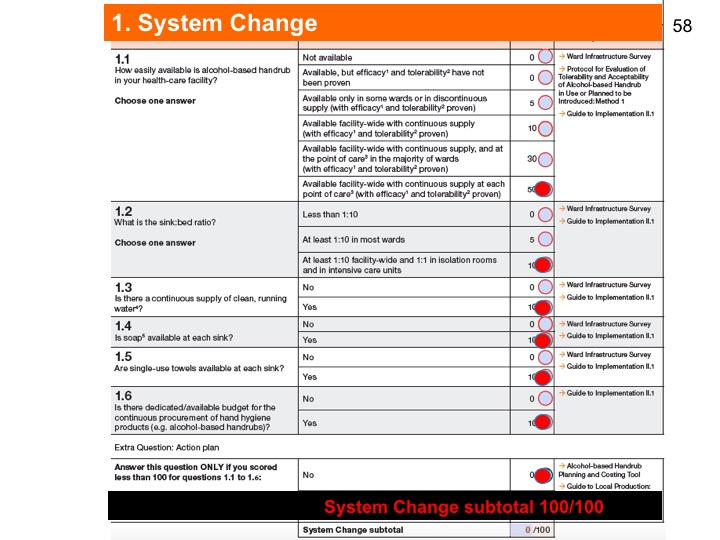 1. System Change
58
1.1
How easily available is alcohol-based handrub
in your health-care facility?
Choose one answer
Not available
0
Available, but efficacy¹ and tolerability² have not
been proven
0
Available only in some wards or in discontinuous
supply (with efficacy¹ and tolerability² proven)
5
Available facility-wide with continuous supply
(with efficacy¹ and tolerability² proven)
10
Available facility-wide with continuous supply, and at
the point of care³ in the majority of wards
(with efficacy¹ and tolerability² proven)
30
Available facility-wide with continuous supply at each
point of care³ (with efficacy¹ and tolerability² proven)
→ Ward Infrastructure Survey
→ Protocol for Evaluation of
Tolerability and Acceptability
of Alcohol-based Handrub
in Use or Planned to be
Introduced: Method 1
→ Guide to Implementation II.1
1.2
What is the sink:bed ratio?
Choose one answer
Less than 1:10
0
At least 1:10 in most wards
5
At least 1:10 facility-wide and 1:1 in isolation rooms
and in intensive care units
→ Ward Infrastructure Survey
→ Guide to Implementation II.1
1.3
Is there a continuous supply of clean, running
water⁴?
No
0
Yes
→ Ward Infrastructure Survey
→ Guide to Implementation II.1
1.4
Is soap⁵ available at each sink?
No
0
Yes
→ Ward Infrastructure Survey
→ Guide to Implementation II.1
1.5
Are single-use towels available at each sink?
No
0
Yes
→ Ward Infrastructure Survey
→ Guide to Implementation II.1
1.6
Is there dedicated/available budget for the
continuous procurement of hand hygiene
products (e.g. alcohol-based handrubs)?
No
0
Yes
→ Guide to Implementation II.1
Extra Question: Action plan
Answer this question ONLY if you scored
less than 100 for questions 1.1 to 1.6:
No
0
→ Alcohol-based Handrub
Planning and Costing Tool
→ Guide to Local Production:
System Change subtotal 100/100
System Change subtotal
0 /100